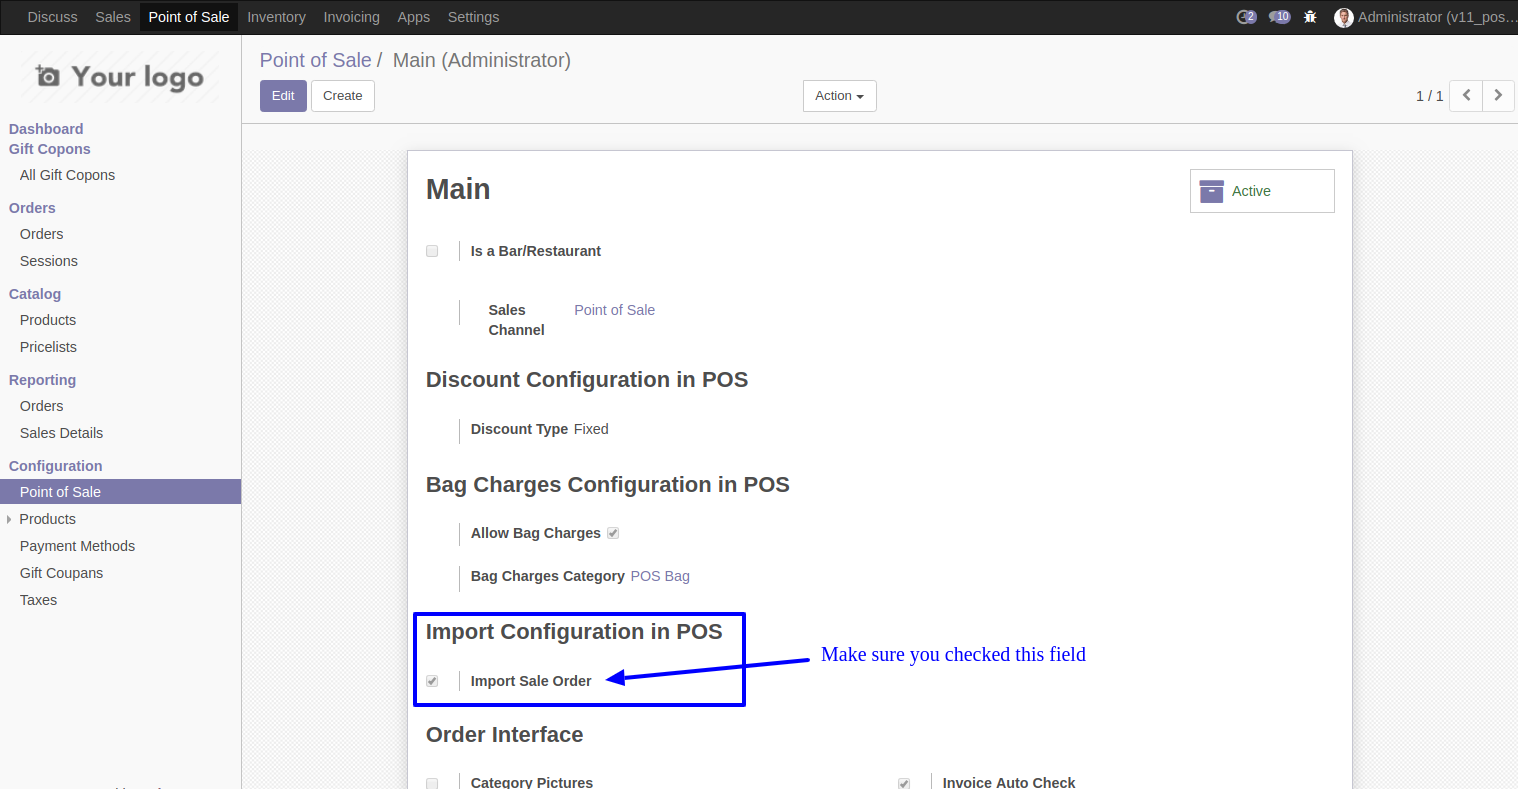 Discuss Sales Point of Sale Inventory Invoicing Apps Settings 2 10 Administrator (v11_pos...
Your logo
Point of Sale / Main (Administrator)
Edit Create Action 1 / 1
Dashboard
Gift Copons
All Gift Copons
Orders
Orders
Sessions
Catalog
Products
Pricelists
Reporting
Orders
Sales Details
Configuration
Point of Sale
Products
Payment Methods
Gift Coupans
Taxes
Main
Active
Is a Bar/Restaurant
Sales Point of Sale
Channel
Discount Configuration in POS
Discount Type Fixed
Bag Charges Configuration in POS
Allow Bag Charges
Bag Charges Category POS Bag
Import Configuration in POS
Make sure you checked this field
Import Sale Order
Order Interface
Category Pictures Invoice Auto Check